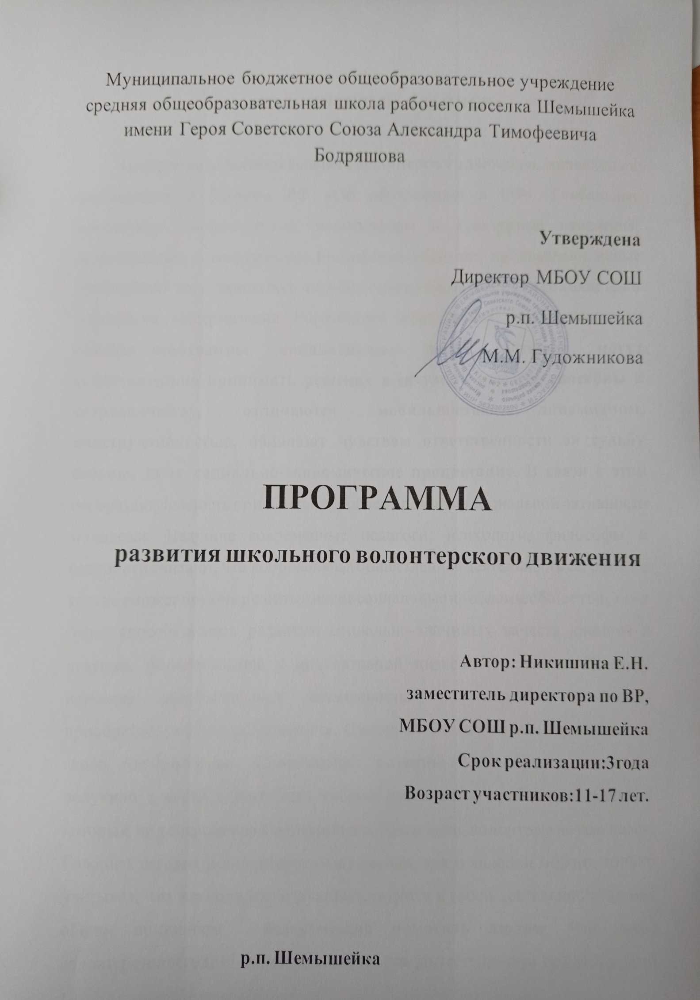 Муниципальное бюджетное общеобразовательное учреждение
средняя общеобразовательная школа рабочего поселка Шемышейка
имени Героя Советского Союза Александра Тимофеевича
Бодряшова
Утверждена
Директор МБОУ СОШ
р.п. Шемышейка
М.М. Гудожникова
ИНН 5833002890
ПРОГРАММА
развития школьного волонтерского движения
Автор: Никишина Е.Н.
заместитель директора по ВР,
МБОУ СОШ р.п. Шемышейка
Срок реализации:3года
Возраст участников:11-17 лет.
р.п. Шемышейка